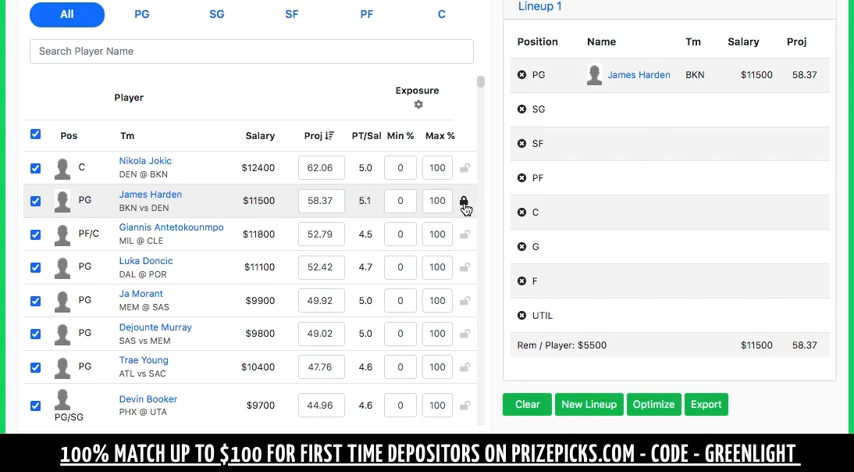 All PG SG SF PF C
Search Player Name
Player Exposure
Pos Tm Salary Proj PT/Sal Min % Max %
C Nikola Jokic DEN @ BKN $12400 62.06 5.0 0 100
PG James Harden BKN vs DEN $11500 58.37 5.1 0 100
PF/C Giannis Antetokounmpo MIL @ CLE $11800 52.79 4.5 0 100
PG Luka Doncic DAL @ POR $11100 52.42 4.7 0 100
PG Ja Morant MEM @ SAS $9900 49.92 5.0 0 100
PG Dejounte Murray SAS vs MEM $9800 49.02 5.0 0 100
PG Trae Young ATL vs SAC $10400 47.76 4.6 0 100
PG/SG Devin Booker PHX @ UTA $9700 44.96 4.6 0 100
Lineup 1
Position Name Tm Salary Proj
PG James Harden BKN $11500 58.37
SG
SF
PF
C
G
F
UTIL
Rem / Player: $5500 $11500 58.37
Clear New Lineup Optimize Export
100% MATCH UP TO $100 FOR FIRST TIME DEPOSITORS ON PRIZEPICKS.COM - CODE - GREENLIGHT